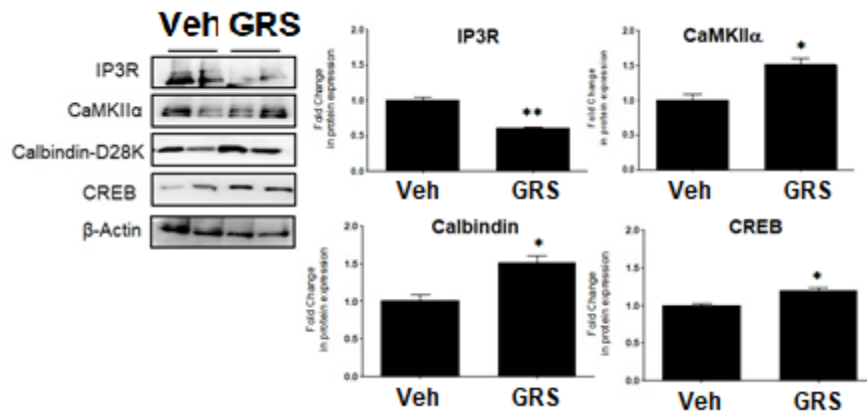 Veh GRS
IP3R
CaMKIIα
Calbindin-D28K
CREB
β-Actin
IP3R
Fold Change
in protein expression
2.0
1.5
1.0
0.5
0.0
**
Veh GRS
CaMKIIα
Fold Change
in protein expression
2.0
1.5
1.0
0.5
0.0
*
Veh GRS
Calbindin
Fold Change
in protein expression
2.0
1.5
1.0
0.5
0.0
*
Veh GRS
CREB
Fold Change
in protein expression
2.0
1.5
1.0
0.5
0.0
*
Veh GRS